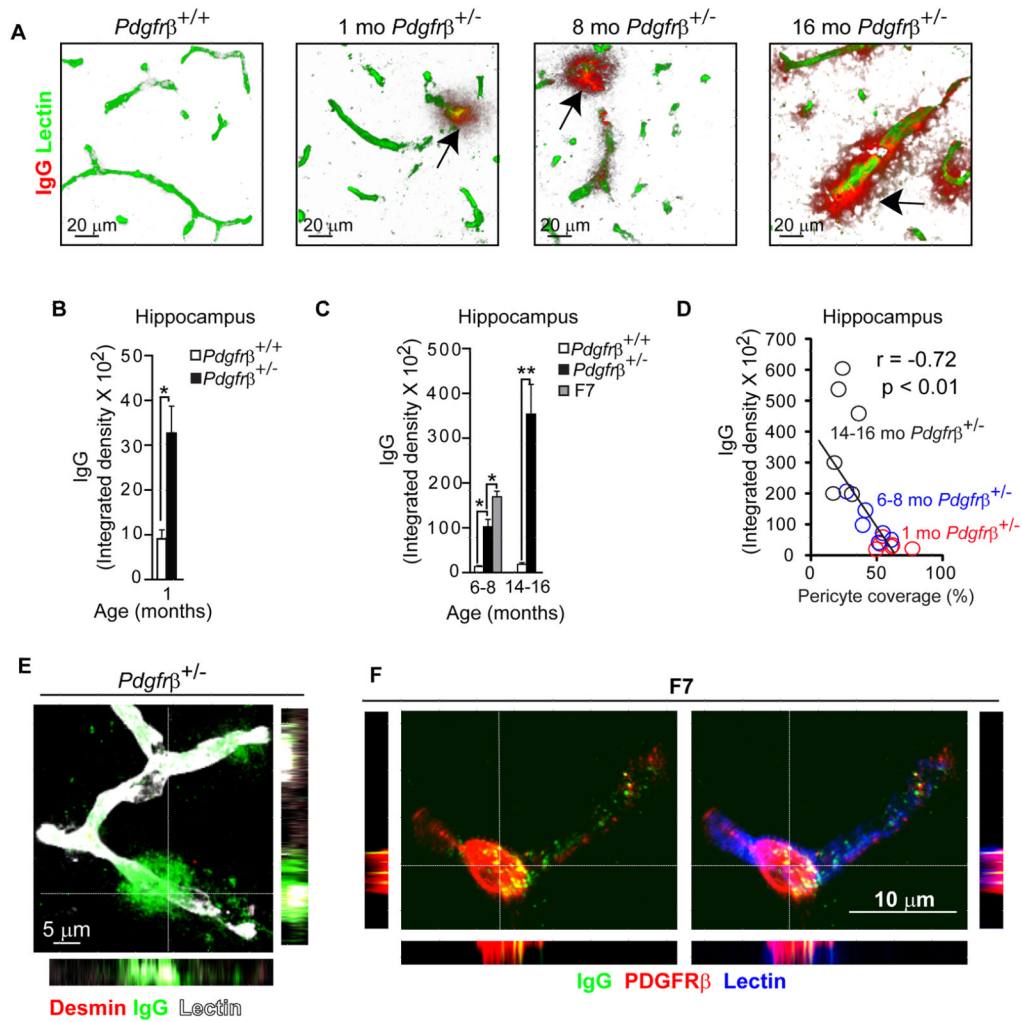 A
Pdgfrβ+/+
1 mo Pdgfrβ+/-
8 mo Pdgfrβ+/-
16 mo Pdgfrβ+/-
IgG Lectin
20 μm
20 μm
20 μm
20 μm
B
Hippocampus
IgG
(Integrated density X 10²)
50
40
30
20
10
0
*
Pdgfrβ+/+
Pdgfrβ+/-
1
Age (months)
C
Hippocampus
IgG
(Integrated density X 10²)
500
400
300
200
100
0
*
*
**
Pdgfrβ+/+
Pdgfrβ+/-
F7
6-8 14-16
Age (months)
D
Hippocampus
IgG
(Integrated density X 10²)
700
600
500
400
300
200
100
0
r = -0.72
p < 0.01
14-16 mo Pdgfrβ+/-
6-8 mo Pdgfrβ+/-
1 mo Pdgfrβ+/-
0 50 100
Pericyte coverage (%)
E
Pdgfrβ+/-
5 μm
Desmin IgG Lectin
F
F7
10 μm
IgG PDGFRβ Lectin